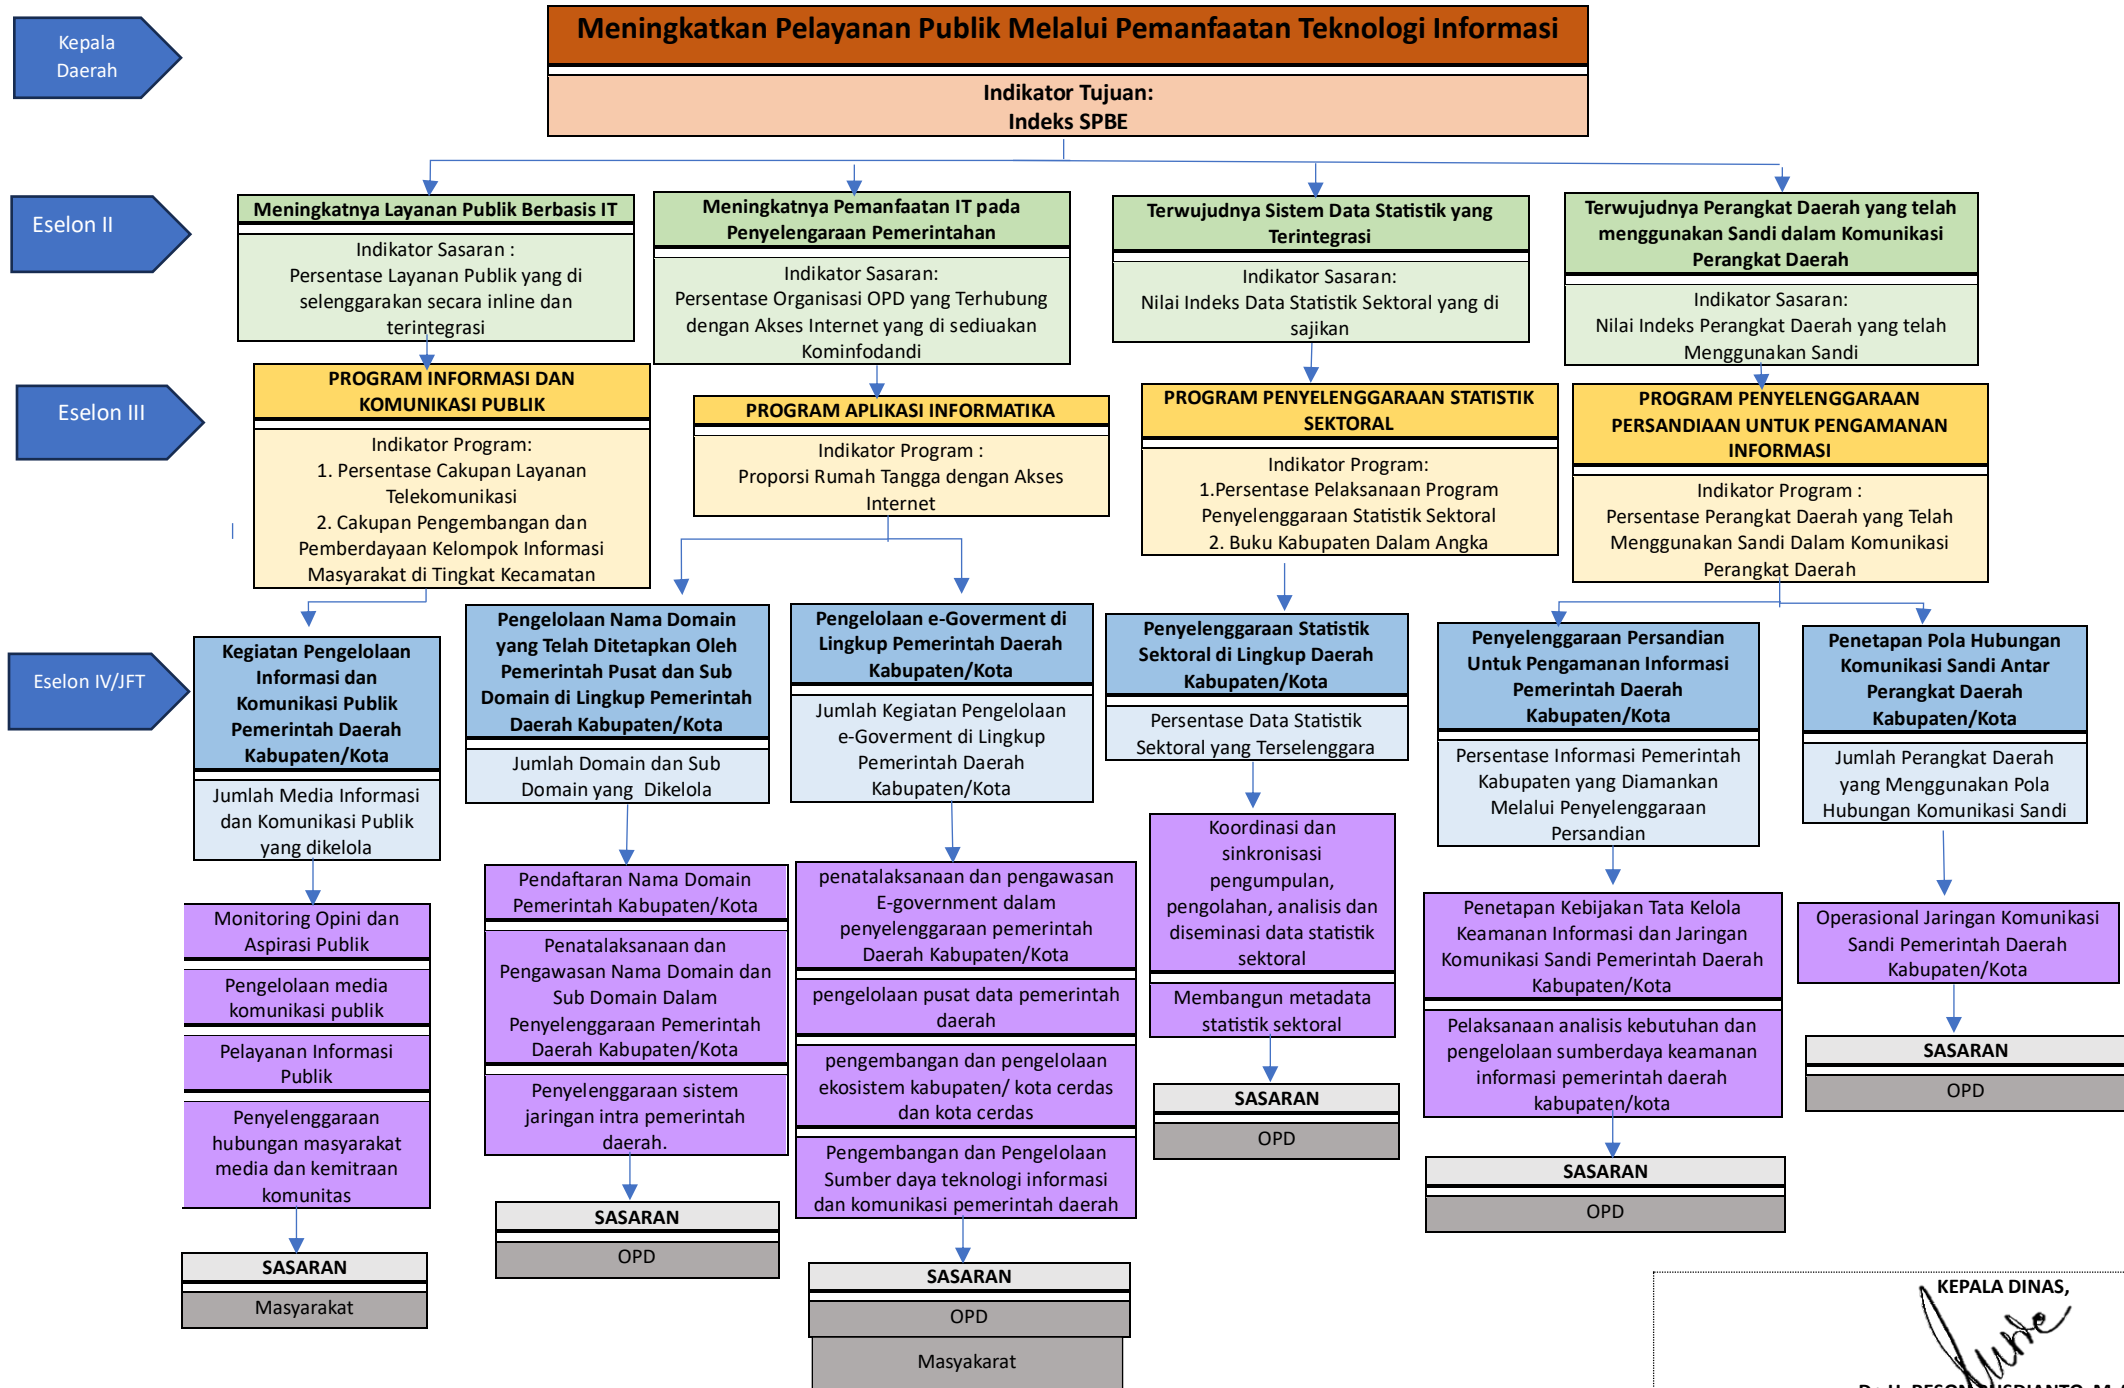 Kepala
Daerah
Meningkatkan Pelayanan Publik Melalui Pemanfaatan Teknologi Informasi
Indikator Tujuan:
Indeks SPBE
Eselon II
Meningkatnya Layanan Publik Berbasis IT
Indikator Sasaran :
Persentase Layanan Publik yang di
selenggarakan secara inline dan
terintegrasi
Meningkatnya Pemanfaatan IT pada
Penyelengaraan Pemerintahan
Indikator Sasaran:
Persentase Organisasi OPD yang Terhubung
dengan Akses Internet yang di sediuakan
Kominfodandi
Terwujudnya Sistem Data Statistik yang
Terintegrasi
Indikator Sasaran:
Nilai Indeks Data Statistik Sektoral yang di
sajikan
Terwujudnya Perangkat Daerah yang telah
menggunakan Sandi dalam Komunikasi
Perangkat Daerah
Indikator Sasaran:
Nilai Indeks Perangkat Daerah yang telah
Menggunakan Sandi
Eselon III
PROGRAM INFORMASI DAN
KOMUNIKASI PUBLIK
Indikator Program:
1. Persentase Cakupan Layanan
Telekomunikasi
2. Cakupan Pengembangan dan
Pemberdayaan Kelompok Informasi
Masyarakat di Tingkat Kecamatan
PROGRAM APLIKASI INFORMATIKA
Indikator Program :
Proporsi Rumah Tangga dengan Akses
Internet
PROGRAM PENYELENGGARAAN STATISTIK
SEKTORAL
Indikator Program:
1.Persentase Pelaksanaan Program
Penyelenggaraan Statistik Sektoral
2. Buku Kabupaten Dalam Angka
PROGRAM PENYELENGGARAAN
PERSANDIAAN UNTUK PENGAMANAN
INFORMASI
Indikator Program :
Persentase Perangkat Daerah yang Telah
Menggunakan Sandi Dalam Komunikasi
Perangkat Daerah
Eselon IV/JFT
Kegiatan Pengelolaan
Informasi dan
Komunikasi Publik
Pemerintah Daerah
Kabupaten/Kota
Jumlah Media Informasi
dan Komunikasi Publik
yang dikelola
Monitoring Opini dan
Aspirasi Publik
Pengelolaan media
komunikasi publik
Pelayanan Informasi
Publik
Penyelenggaraan
hubungan masyarakat
media dan kemitraan
komunitas
SASARAN
Masyarakat
Pengelolaan Nama Domain
yang Telah Ditetapkan Oleh
Pemerintah Pusat dan Sub
Domain di Lingkup Pemerintah
Daerah Kabupaten/Kota
Jumlah Domain dan Sub
Domain yang Dikelola
Pendaftaran Nama Domain
Pemerintah Kabupaten/Kota
Penatalaksanaan dan
Pengawasan Nama Domain dan
Sub Domain Dalam
Penyelenggaraan Pemerintah
Daerah Kabupaten/Kota
Penyelenggaraan sistem
jaringan intra pemerintah
daerah.
SASARAN
OPD
Pengelolaan e-Goverment di
Lingkup Pemerintah Daerah
Kabupaten/Kota
Jumlah Kegiatan Pengelolaan
e-Goverment di Lingkup
Pemerintah Daerah
Kabupaten/Kota
penatalaksanaan dan pengawasan
E-government dalam
penyelenggaraan pemerintah
Daerah Kabupaten/Kota
pengelolaan pusat data pemerintah
daerah
pengembangan dan pengelolaan
ekosistem kabupaten/ kota cerdas
dan kota cerdas
Pengembangan dan Pengelolaan
Sumber daya teknologi informasi
dan komunikasi pemerintah daerah
SASARAN
OPD
Masyakarat
Penyelenggaraan Statistik
Sektoral di Lingkup Daerah
Kabupaten/Kota
Persentase Data Statistik
Sektoral yang Terselenggara
Koordinasi dan
sinkronisasi
pengumpulan,
pengolahan, analisis dan
diseminasi data statistik
sektoral
Membangun metadata
statistik sektoral
SASARAN
OPD
Penyelenggaraan Persandian
Untuk Pengamanan Informasi
Pemerintah Daerah
Kabupaten/Kota
Persentase Informasi Pemerintah
Kabupaten yang Diamankan
Melalui Penyelenggaraan
Persandian
Penetapan Kebijakan Tata Kelola
Keamanan Informasi dan Jaringan
Komunikasi Sandi Pemerintah Daerah
Kabupaten/Kota
Pelaksanaan analisis kebutuhan dan
pengelolaan sumberdaya keamanan
informasi pemerintah daerah
kabupaten/kota
SASARAN
OPD
Penetapan Pola Hubungan
Komunikasi Sandi Antar
Perangkat Daerah
Kabupaten/Kota
Jumlah Perangkat Daerah
yang Menggunakan Pola
Hubungan Komunikasi Sandi
Operasional Jaringan Komunikasi
Sandi Pemerintah Daerah
Kabupaten/Kota
SASARAN
OPD
KEPALA DINAS,